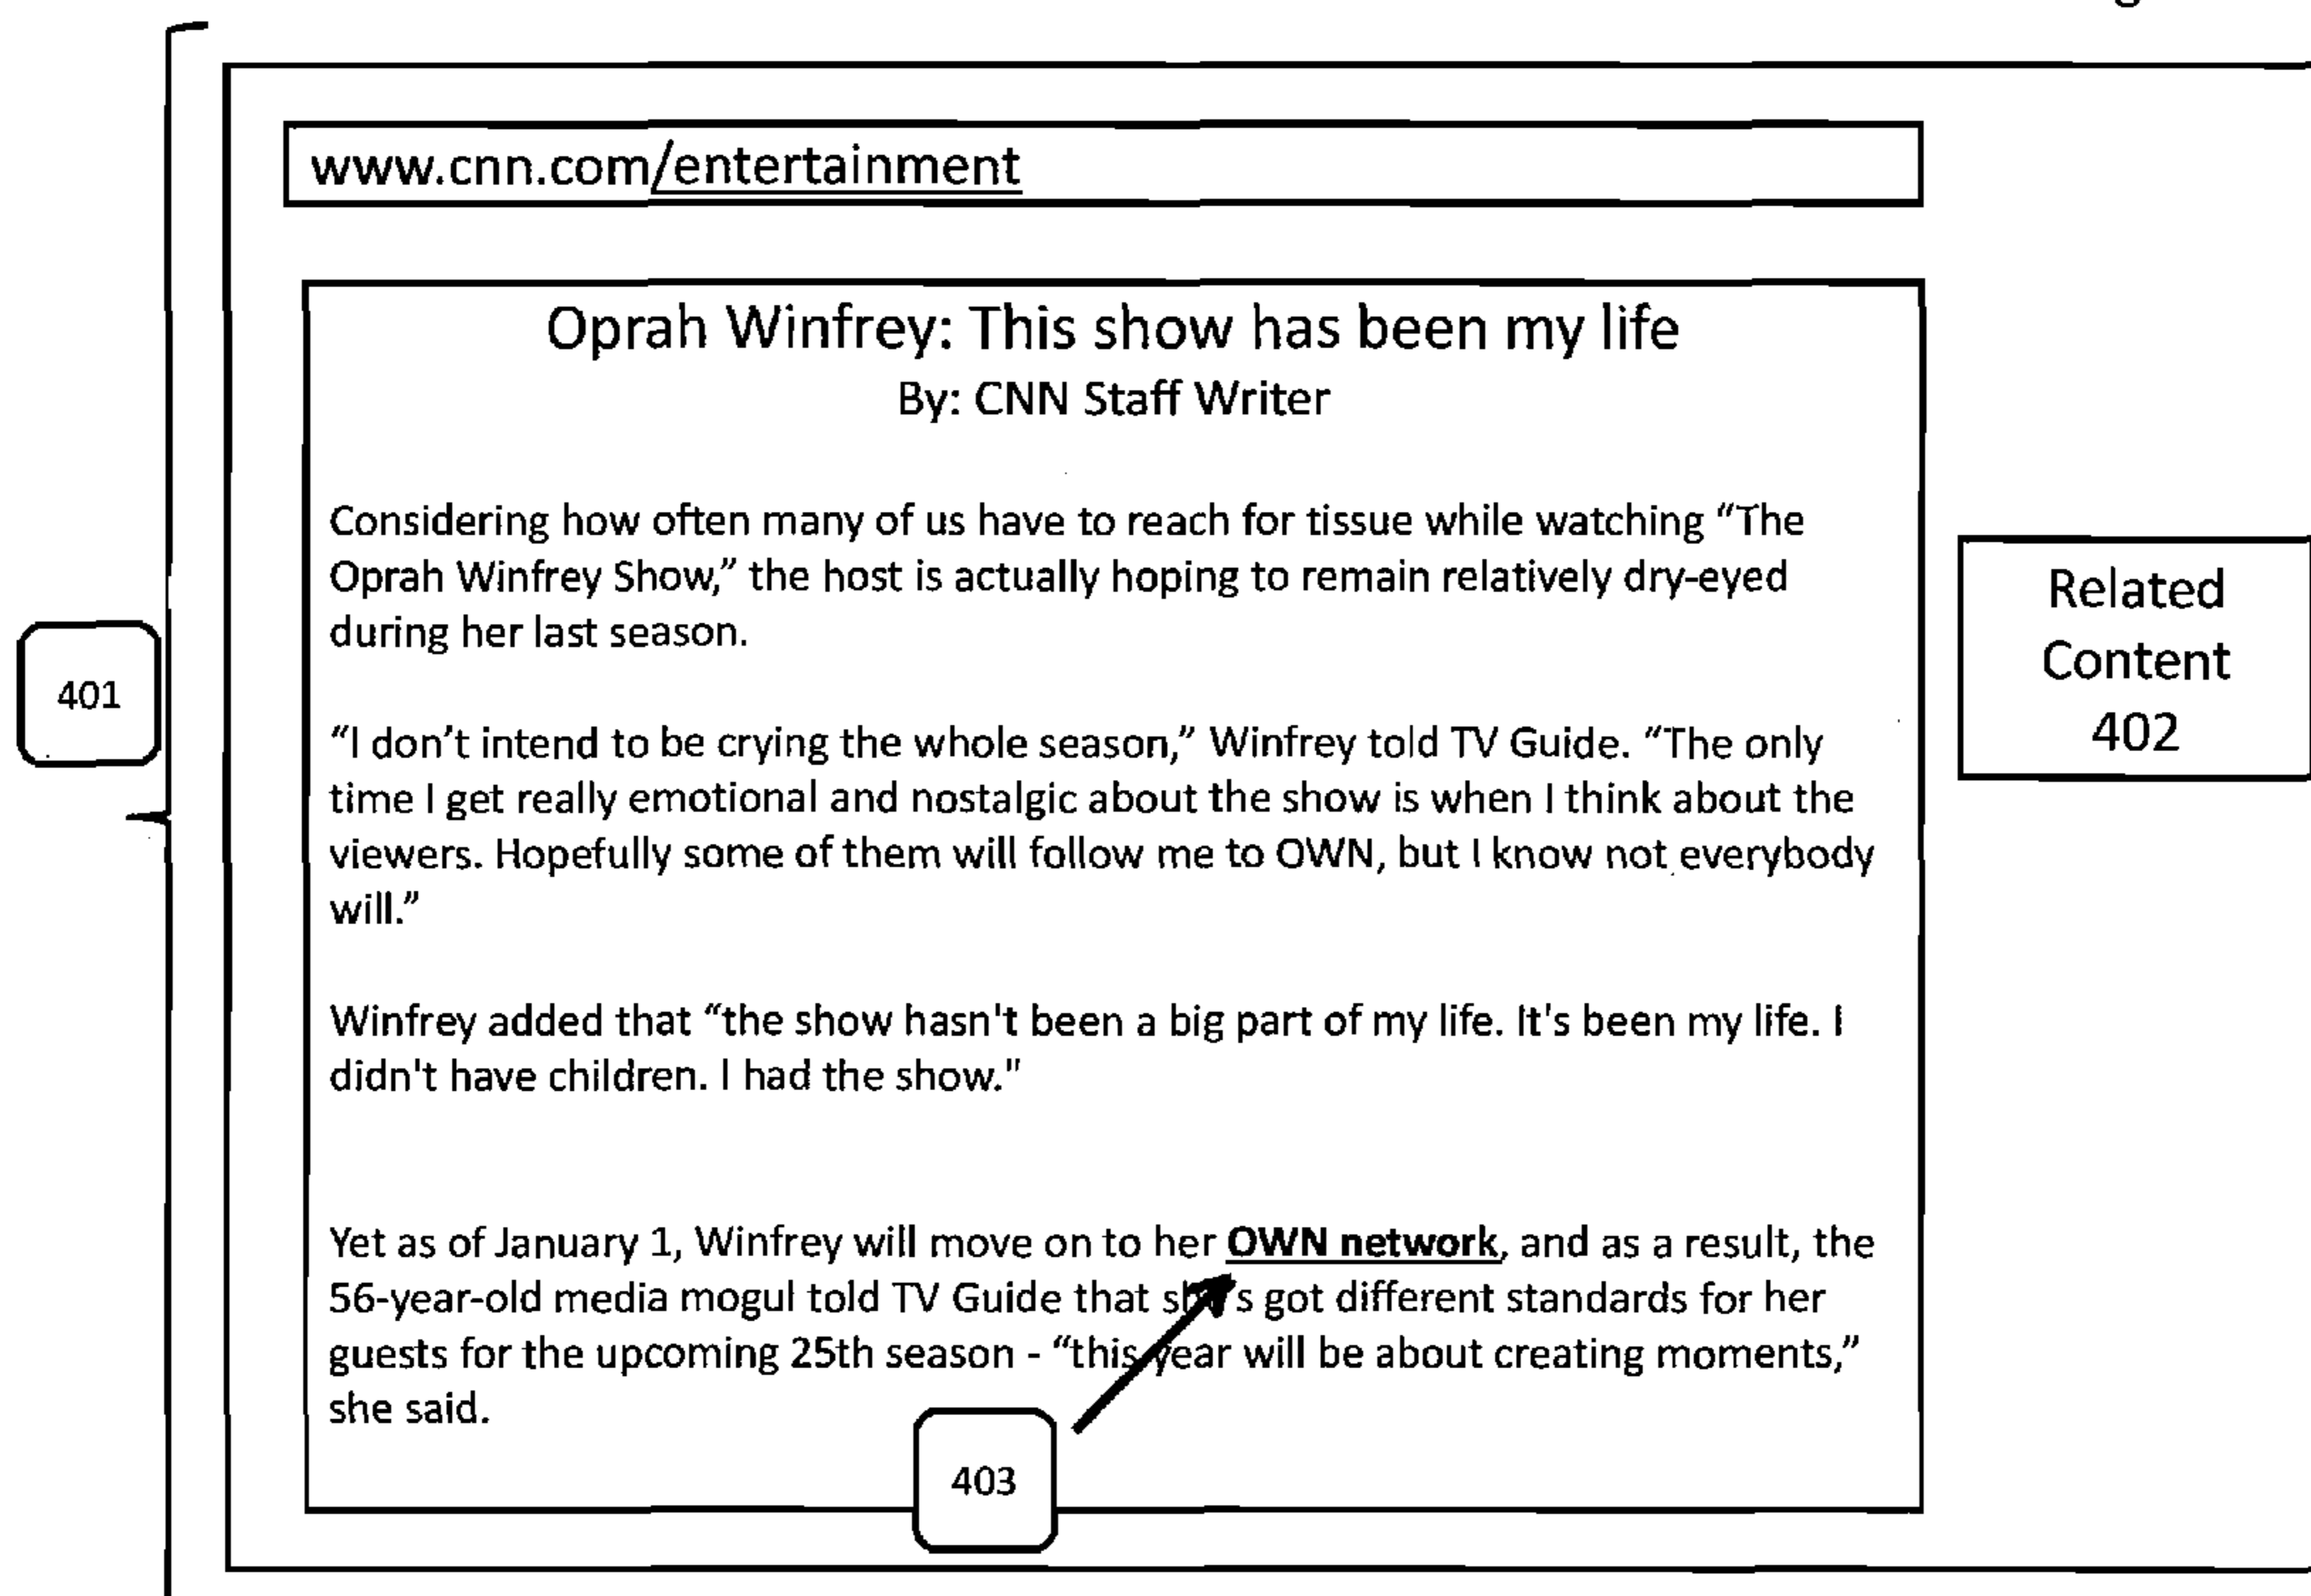 www.cnn.com/entertainment
Oprah Winfrey: This show has been my life
By: CNN Staff Writer
Considering how often many of us have to reach for tissue while watching “The
Oprah Winfrey Show,” the host is actually hoping to remain relatively dry-eyed
during her last season.
“I don’t intend to be crying the whole season,” Winfrey told TV Guide. “The only
time I get really emotional and nostalgic about the show is when I think about the
viewers. Hopefully some of them will follow me to OWN, but I know not everybody
will.”
Winfrey added that “the show hasn't been a big part of my life. It's been my life. I
didn't have children. I had the show."
Yet as of January 1, Winfrey will move on to her OWN network, and as a result, the
56-year-old media mogul told TV Guide that she's got different standards for her
guests for the upcoming 25th season - “this year will be about creating moments,”
she said.
401
Related
Content
402
403